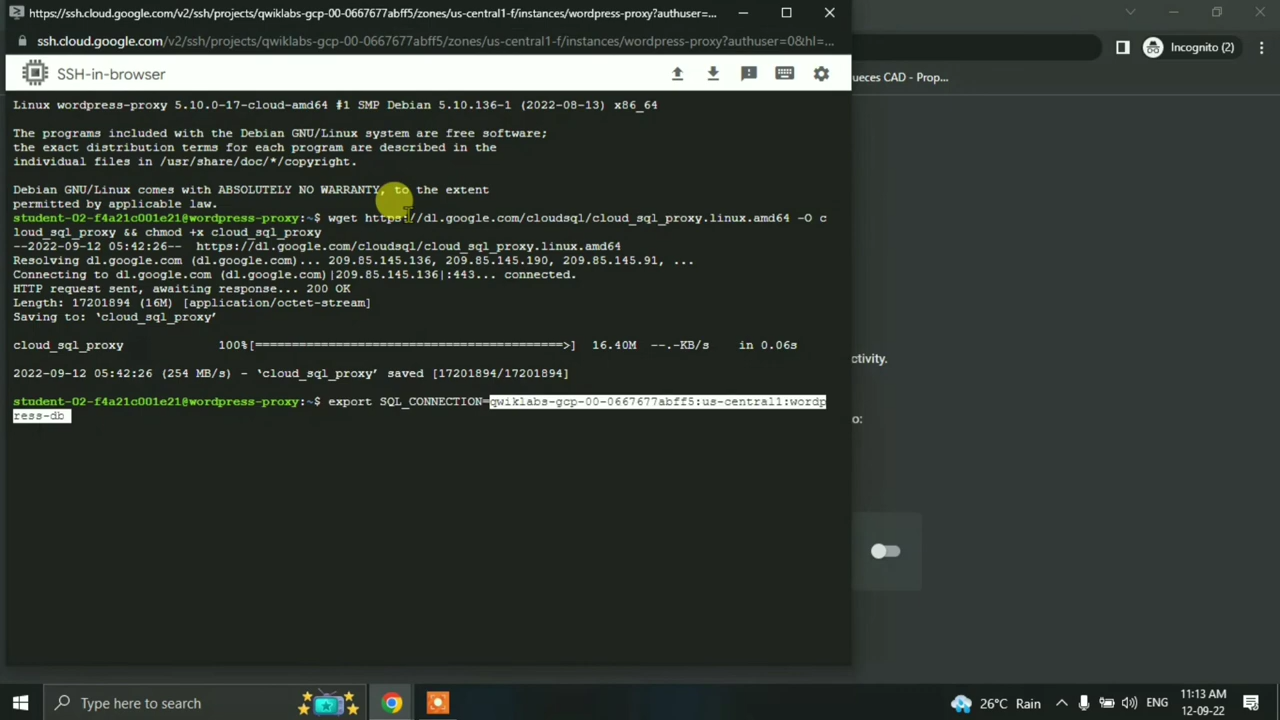 https://ssh.cloud.google.com/v2/ssh/projects/qwiklabs-gcp-00-0667677abff5/zones/us-central1-f/instances/wordpress-proxy?authuser=...
ssh.cloud.google.com/v2/ssh/projects/qwiklabs-gcp-00-0667677abff5/zones/us-central1-f/instances/wordpress-proxy?authuser=0&hl=...
Incognito (2)
SSH-in-browser
ueces CAD - Prop...
Linux wordpress-proxy 5.10.0-17-cloud-amd64 #1 SMP Debian 5.10.136-1 (2022-08-13) x86_64
The programs included with the Debian GNU/Linux system are free software;
the exact distribution terms for each program are described in the
individual files in /usr/share/doc/*/copyright.
Debian GNU/Linux comes with ABSOLUTELY NO WARRANTY, to the extent
permitted by applicable law.
student-02-f4a21c001e21@wordpress-proxy:~$ wget https://dl.google.com/cloudsql/cloud_sql_proxy.linux.amd64 -O c
loud_sql_proxy && chmod +x cloud_sql_proxy
--2022-09-12 05:42:26--  https://dl.google.com/cloudsql/cloud_sql_proxy.linux.amd64
Resolving dl.google.com (dl.google.com)... 209.85.145.136, 209.85.145.190, 209.85.145.91, ...
Connecting to dl.google.com (dl.google.com)|209.85.145.136|:443... connected.
HTTP request sent, awaiting response... 200 OK
Length: 17201894 (16M) [application/octet-stream]
Saving to: ‘cloud_sql_proxy’
cloud_sql_proxy 100%[=========================================>] 16.40M --.-KB/s in 0.06s
ctivity.
2022-09-12 05:42:26 (254 MB/s) - ‘cloud_sql_proxy’ saved [17201894/17201894]
student-02-f4a21c001e21@wordpress-proxy:~$ export SQL_CONNECTION=qwiklabs-gcp-00-0667677abff5:us-central1:wordp
ress-db
o:
Type here to search
26°C Rain
ENG
11:13 AM
12-09-22